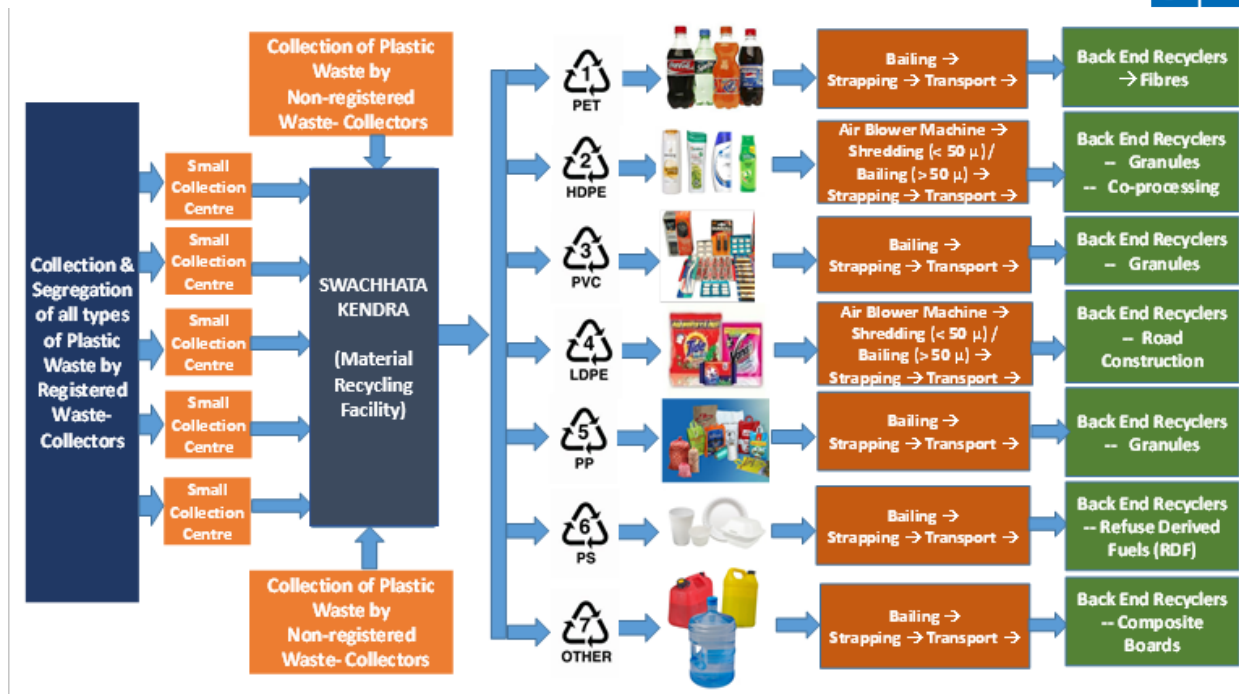 Collection &
Segregation
of all types
of Plastic
Waste by
Registered
Waste-
Collectors
Small
Collection
Centre
Small
Collection
Centre
Small
Collection
Centre
Small
Collection
Centre
Small
Collection
Centre
Collection of Plastic
Waste by
Non-registered
Waste- Collectors
SWACHHATA
KENDRA
(Material
Recycling
Facility)
Collection of Plastic
Waste by
Non-registered
Waste- Collectors
1
PET
Bailing →
Strapping → Transport →
Back End Recyclers
→ Fibres
2
HDPE
Air Blower Machine →
Shredding (< 50 µ) /
Bailing (> 50 µ) →
Strapping → Transport →
Back End Recyclers
-- Granules
-- Co-processing
3
PVC
Bailing →
Strapping → Transport →
Back End Recyclers
-- Granules
4
LDPE
Tide
Vanish
Air Blower Machine →
Shredding (< 50 µ) /
Bailing (> 50 µ) →
Strapping → Transport →
Back End Recyclers
-- Road
Construction
5
PP
Bailing →
Strapping → Transport →
Back End Recyclers
-- Granules
6
PS
Bailing →
Strapping → Transport →
Back End Recyclers
-- Refuse Derived
Fuels (RDF)
7
OTHER
Bailing →
Strapping → Transport →
Back End Recyclers
-- Composite
Boards